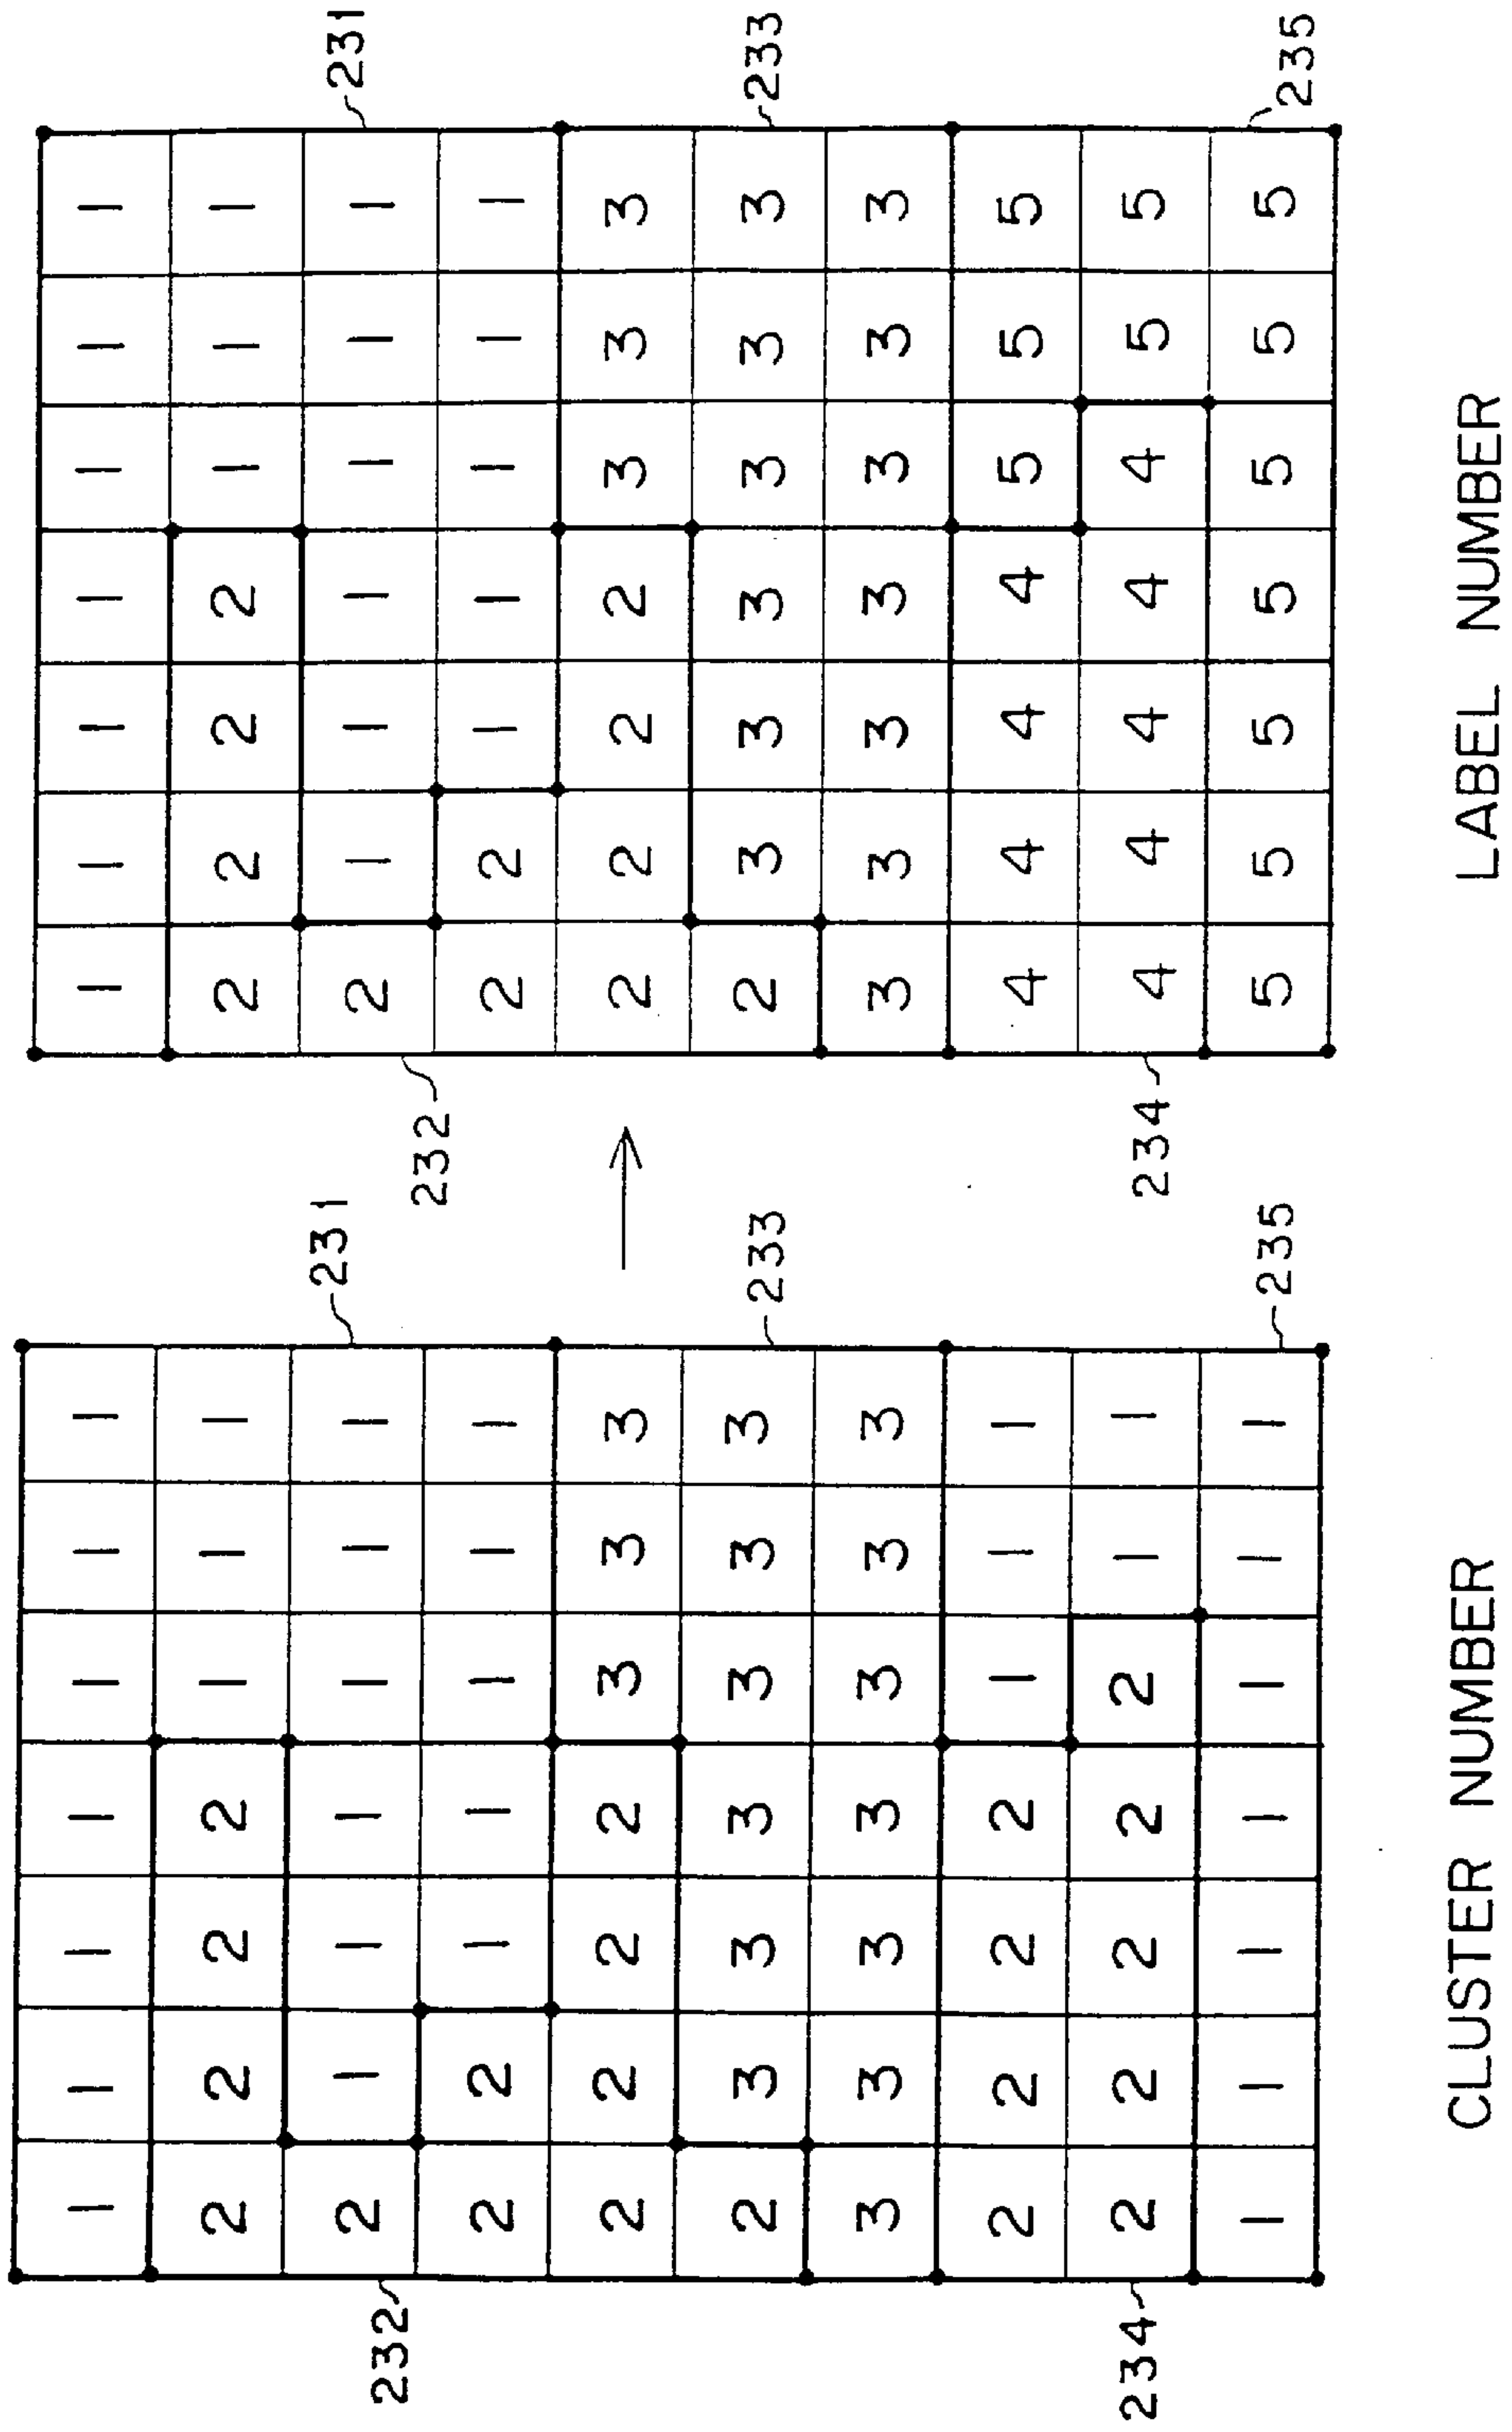 1 1 1 1 1 1 1
2 2 2 2 1 1 1
2 1 1 1 1 1 1
231
232
2 2 1 1 1 1 1
2 2 2 2 3 3 3
2 3 3 3 3 3 3
233
3 3 3 3 3 3 3
2 2 2 2 1 1 1
234
2 2 2 2 2 1 1
1 1 1 1 1 1 1
235
CLUSTER NUMBER
→
1 1 1 1 1 1 1
2 2 2 2 1 1 1
2 1 1 1 1 1 1
231
232
2 2 1 1 1 1 1
2 2 2 2 3 3 3
2 3 3 3 3 3 3
233
3 3 3 3 3 3 3
4 4 4 4 5 5 5
234
4 4 4 4 4 5 5
5 5 5 5 5 5 5
235
LABEL NUMBER